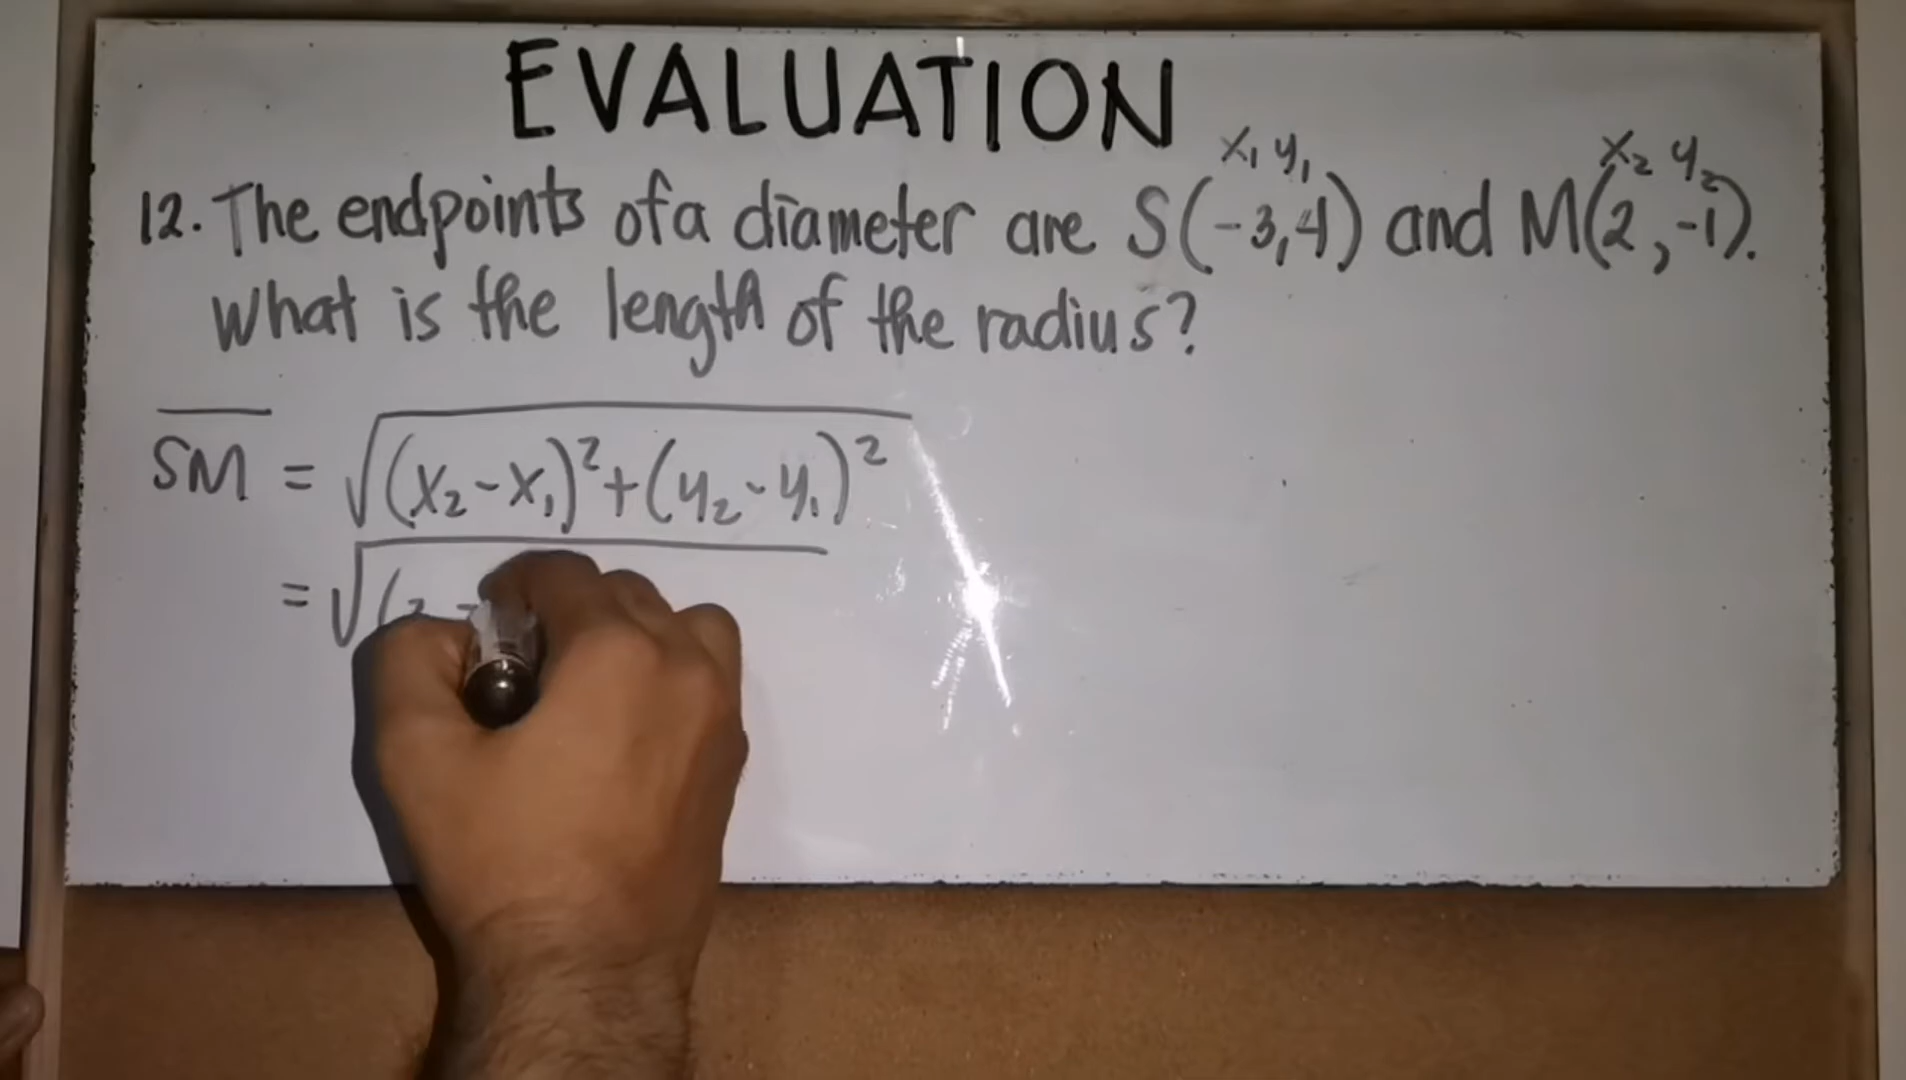 EVALUATION
x₁ y₁ x₂ y₂
12. The endpoints of a diameter are S(-3,4) and M(2,-1).
What is the length of the radius?
S̅M̅ = √(x₂-x₁)²+(y₂-y₁)²
= √(2-